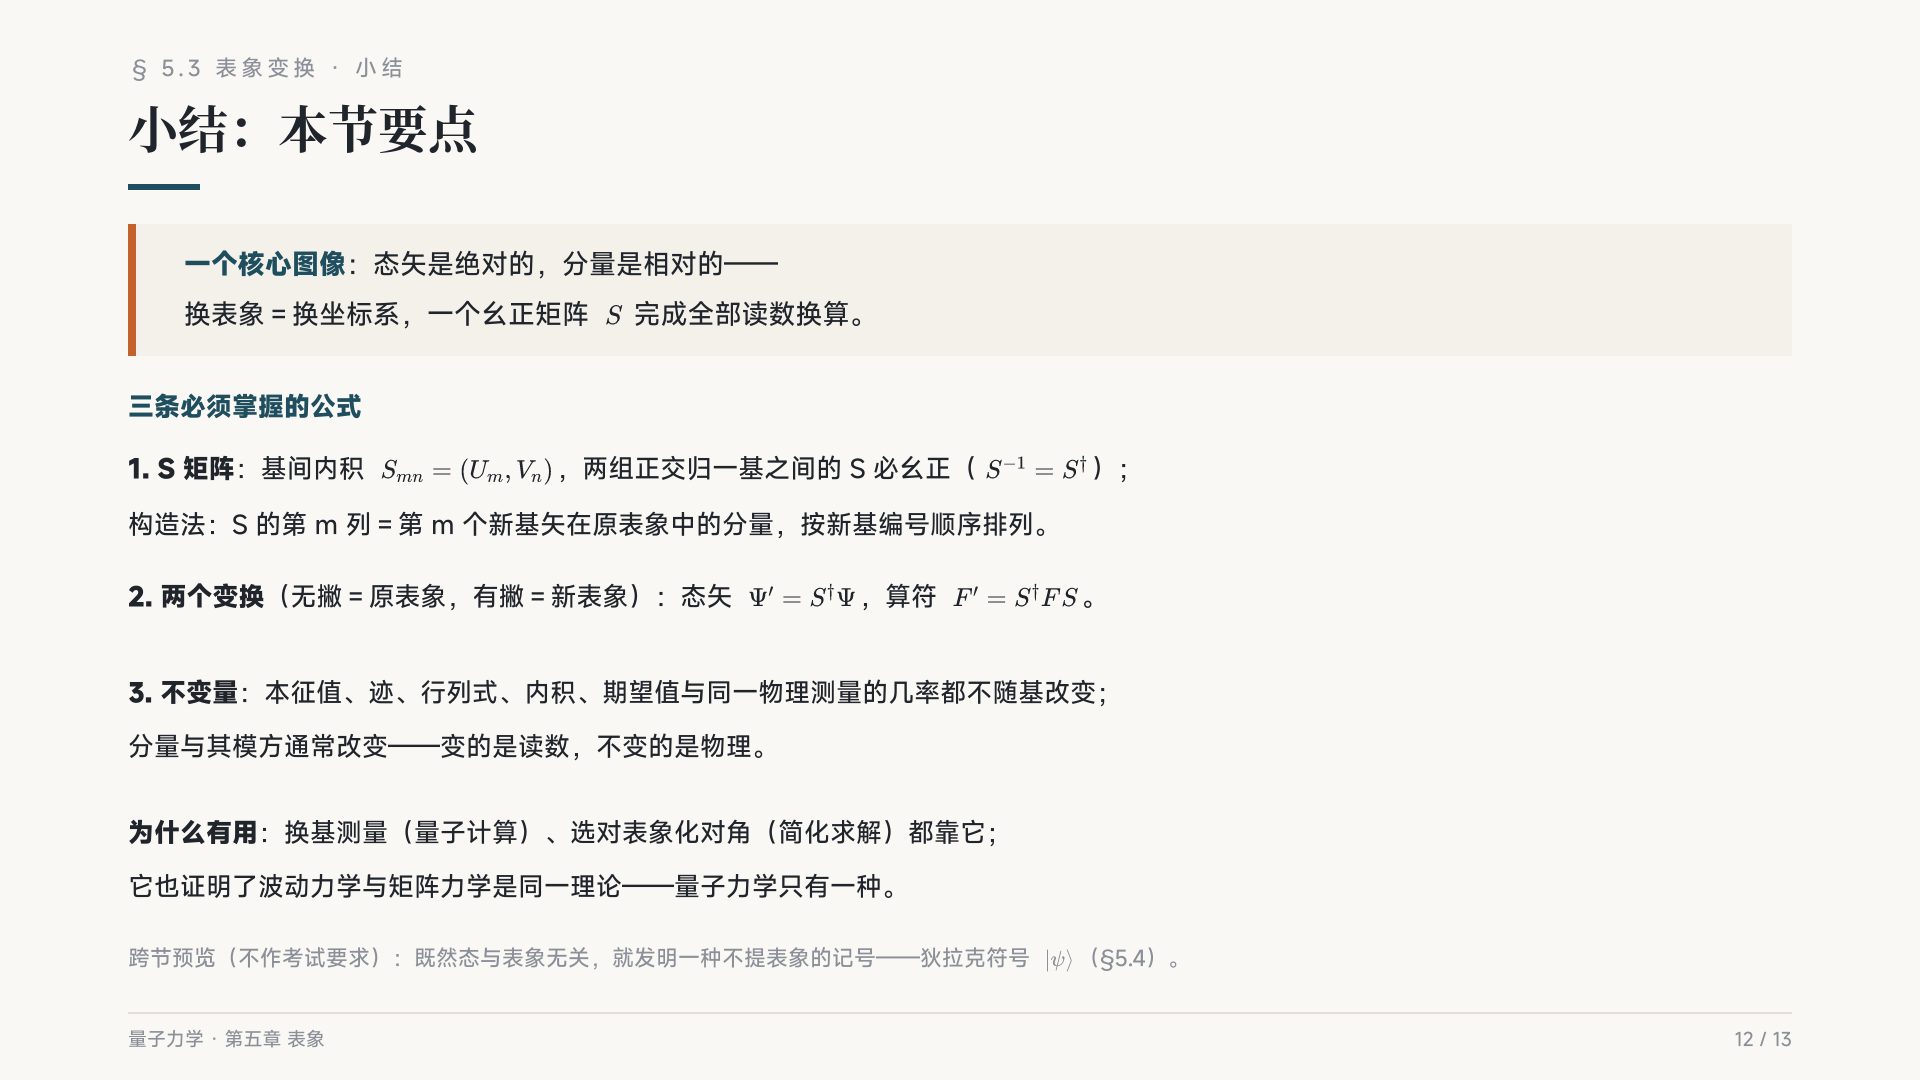 § 5.3 表象变换 · 小结
小结：本节要点
一个核心图像：态矢是绝对的，分量是相对的——
换表象 = 换坐标系，一个幺正矩阵 S 完成全部读数换算。
三条必须掌握的公式
1. S 矩阵：基间内积 Sₘₙ = (Uₘ, Vₙ)，两组正交归一基之间的 S 必幺正（ S⁻¹ = S† ）；
构造法：S 的第 m 列 = 第 m 个新基矢在原表象中的分量，按新基编号顺序排列。
2. 两个变换（无撇 = 原表象，有撇 = 新表象）：态矢 Ψ′ = S†Ψ，算符 F′ = S†FS。
3. 不变量：本征值、迹、行列式、内积、期望值与同一物理测量的几率都不随基改变；
分量与其模方通常改变——变的是读数，不变的是物理。
为什么有用：换基测量（量子计算）、选对表象化对角（简化求解）都靠它；
它也证明了波动力学与矩阵力学是同一理论——量子力学只有一种。
跨节预览（不作考试要求）：既然态与表象无关，就发明一种不提表象的记号——狄拉克符号 |ψ⟩（§5.4）。
量子力学 · 第五章 表象
12 / 13